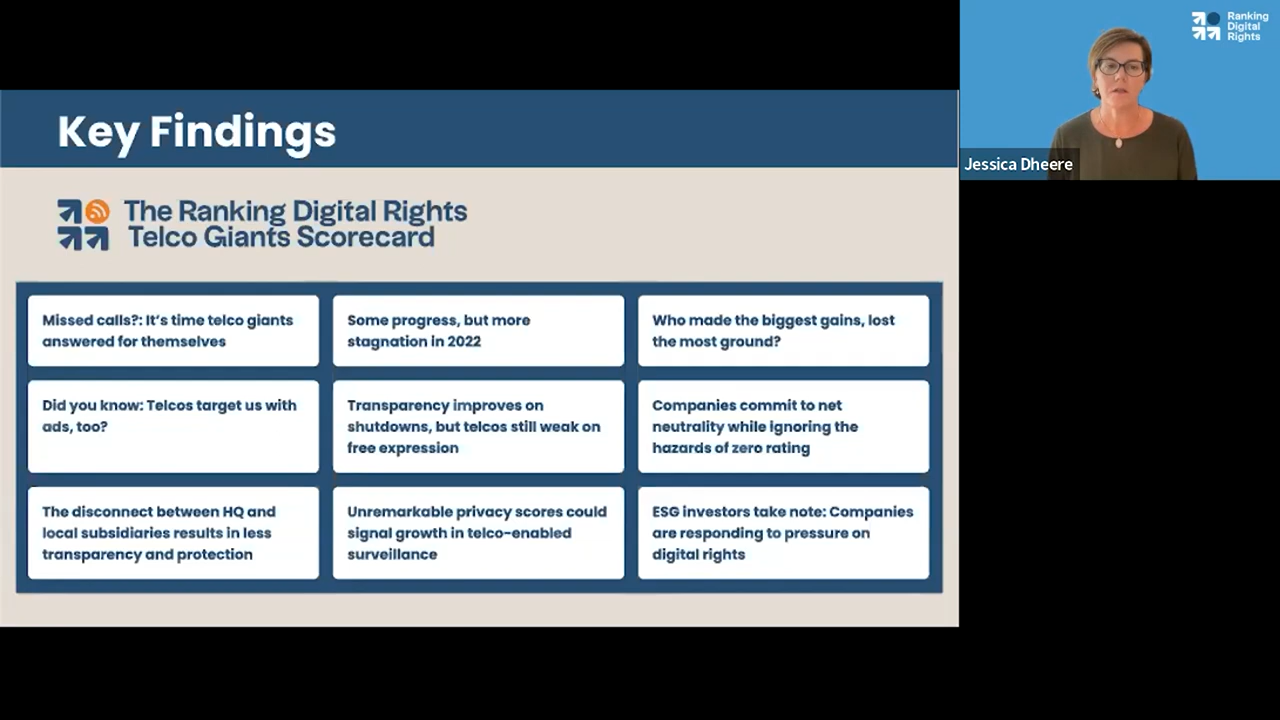 Key Findings
The Ranking Digital Rights
Telco Giants Scorecard
Missed calls?: It's time telco giants
answered for themselves
Some progress, but more
stagnation in 2022
Who made the biggest gains, lost
the most ground?
Did you know: Telcos target us with
ads, too?
Transparency improves on
shutdowns, but telcos still weak on
free expression
Companies commit to net
neutrality while ignoring the
hazards of zero rating
The disconnect between HQ and
local subsidiaries results in less
transparency and protection
Unremarkable privacy scores could
signal growth in telco-enabled
surveillance
ESG investors take note: Companies
are responding to pressure on
digital rights
Ranking
Digital
Rights
Jessica Dheere